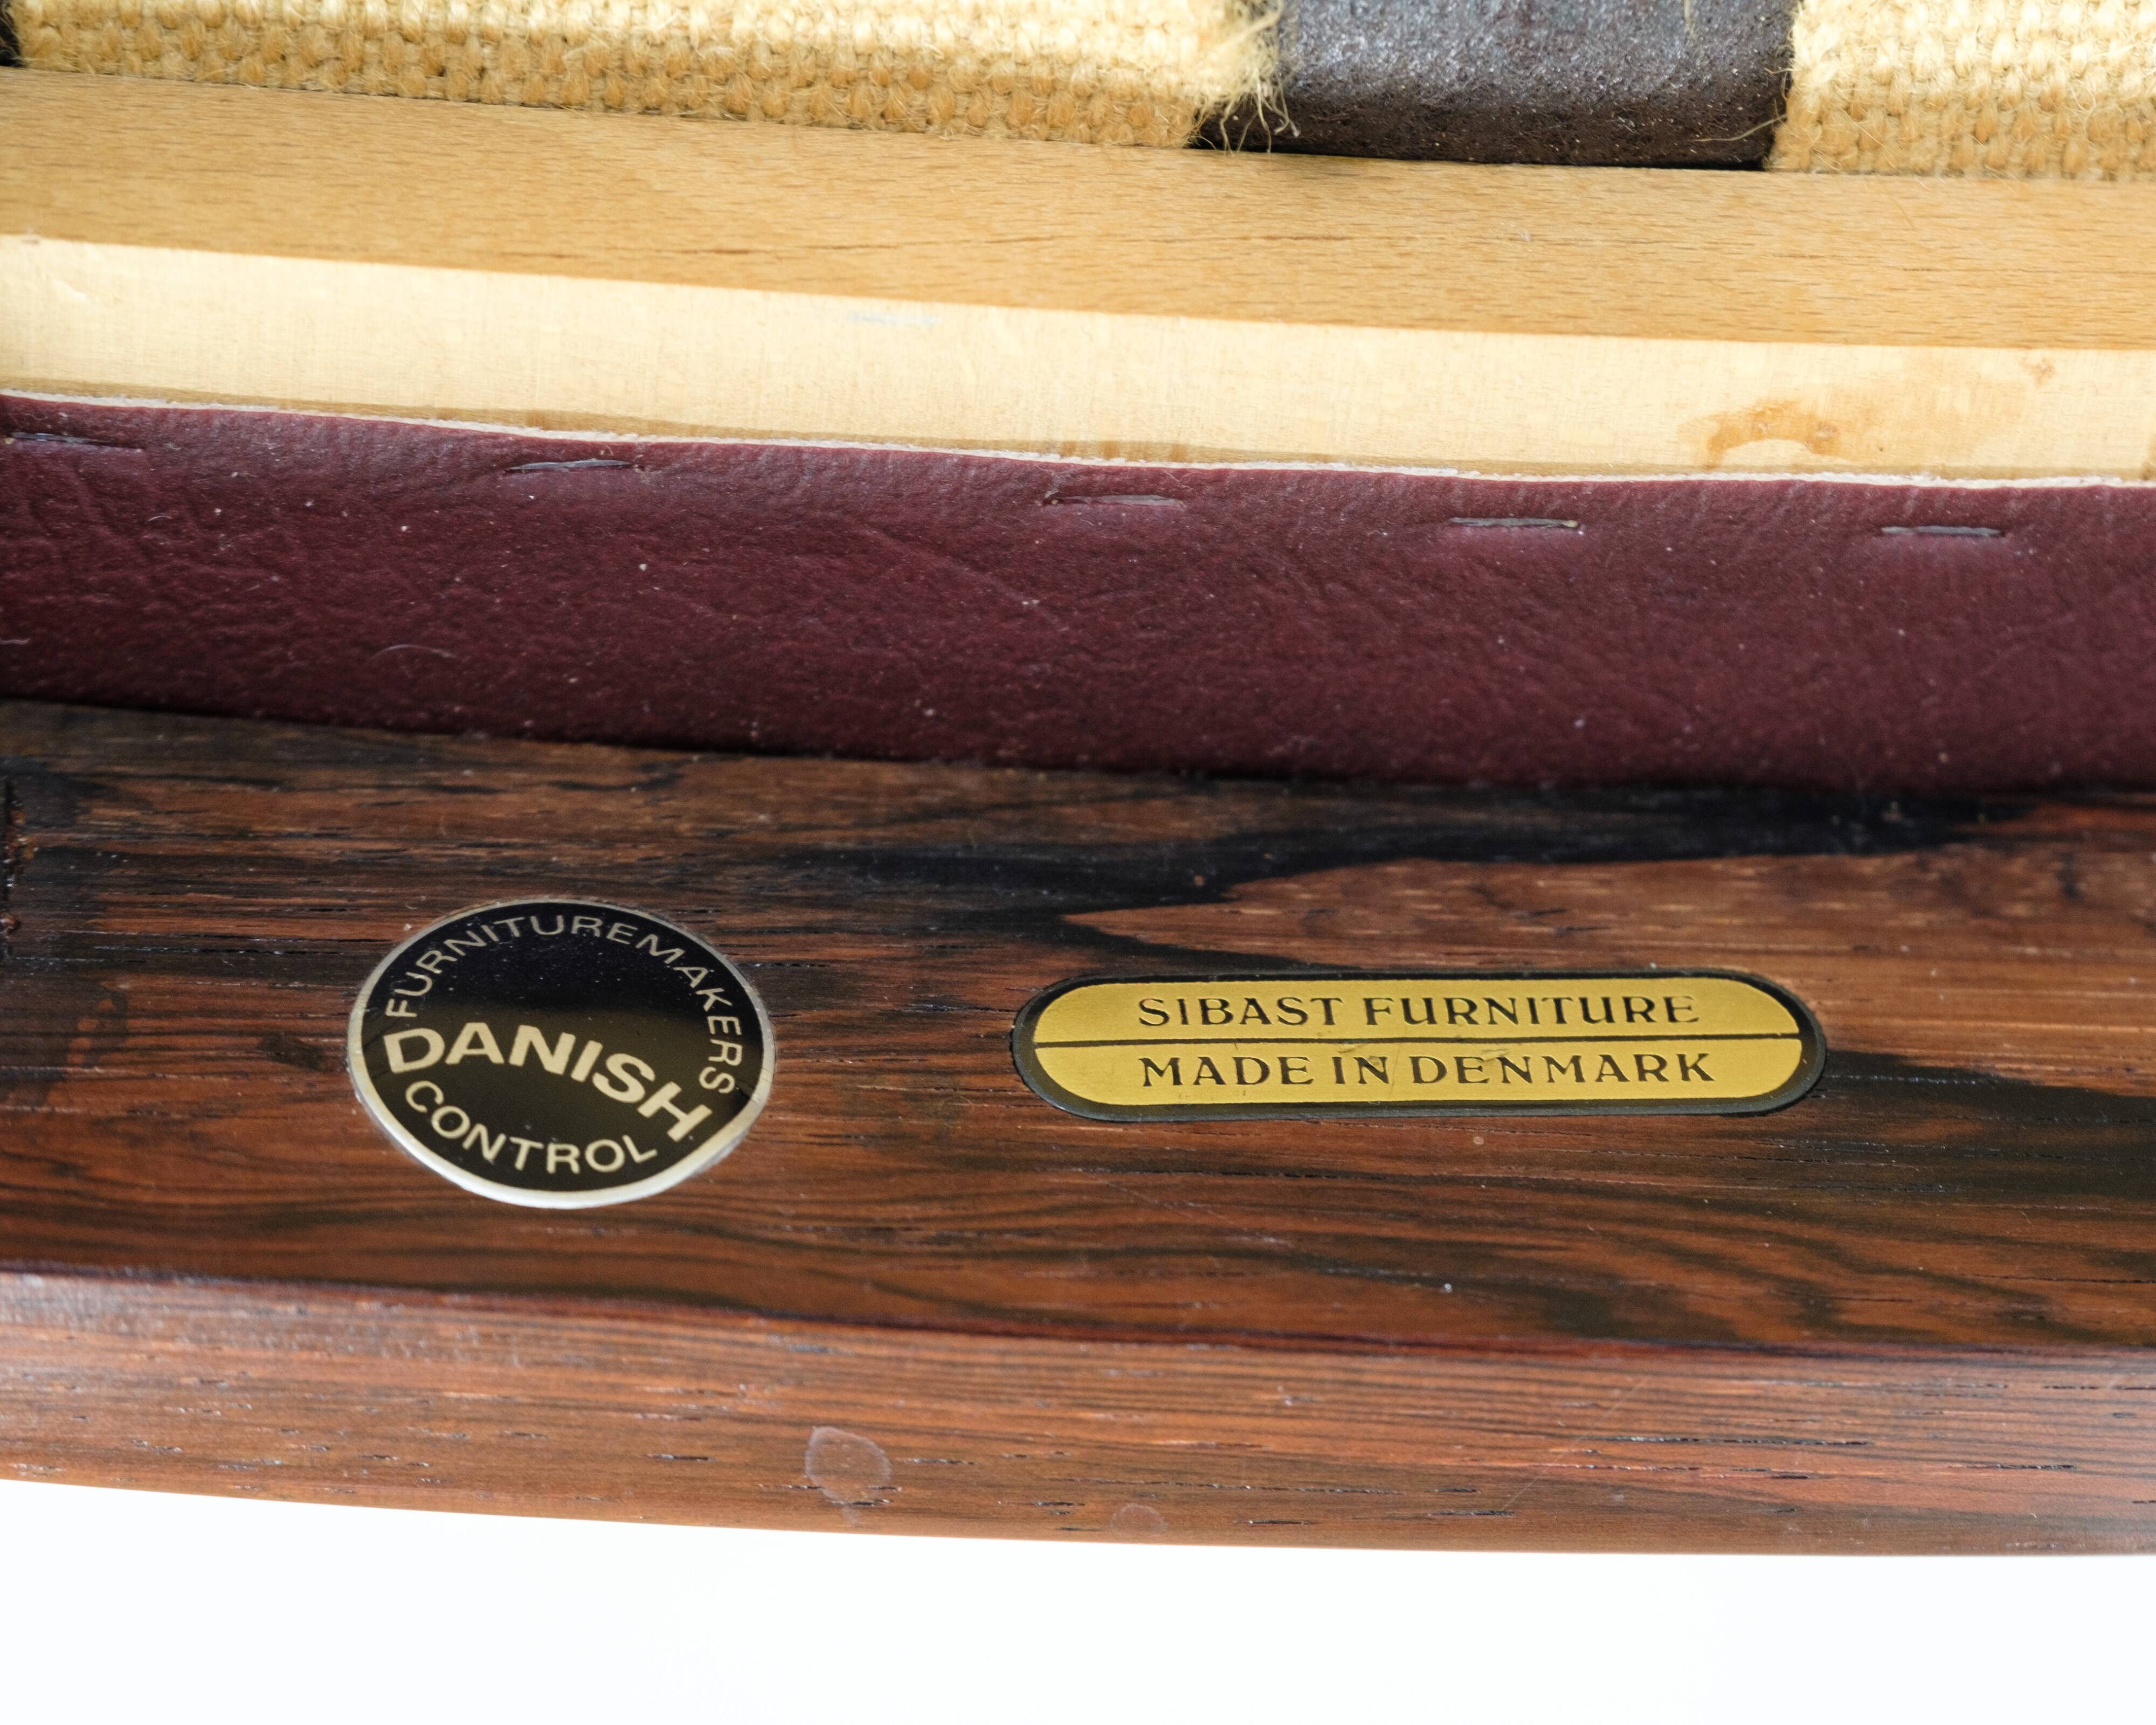 FURNITUREMAKERS
DANISH
CONTROL
SIBAST FURNITURE
MADE IN DENMARK